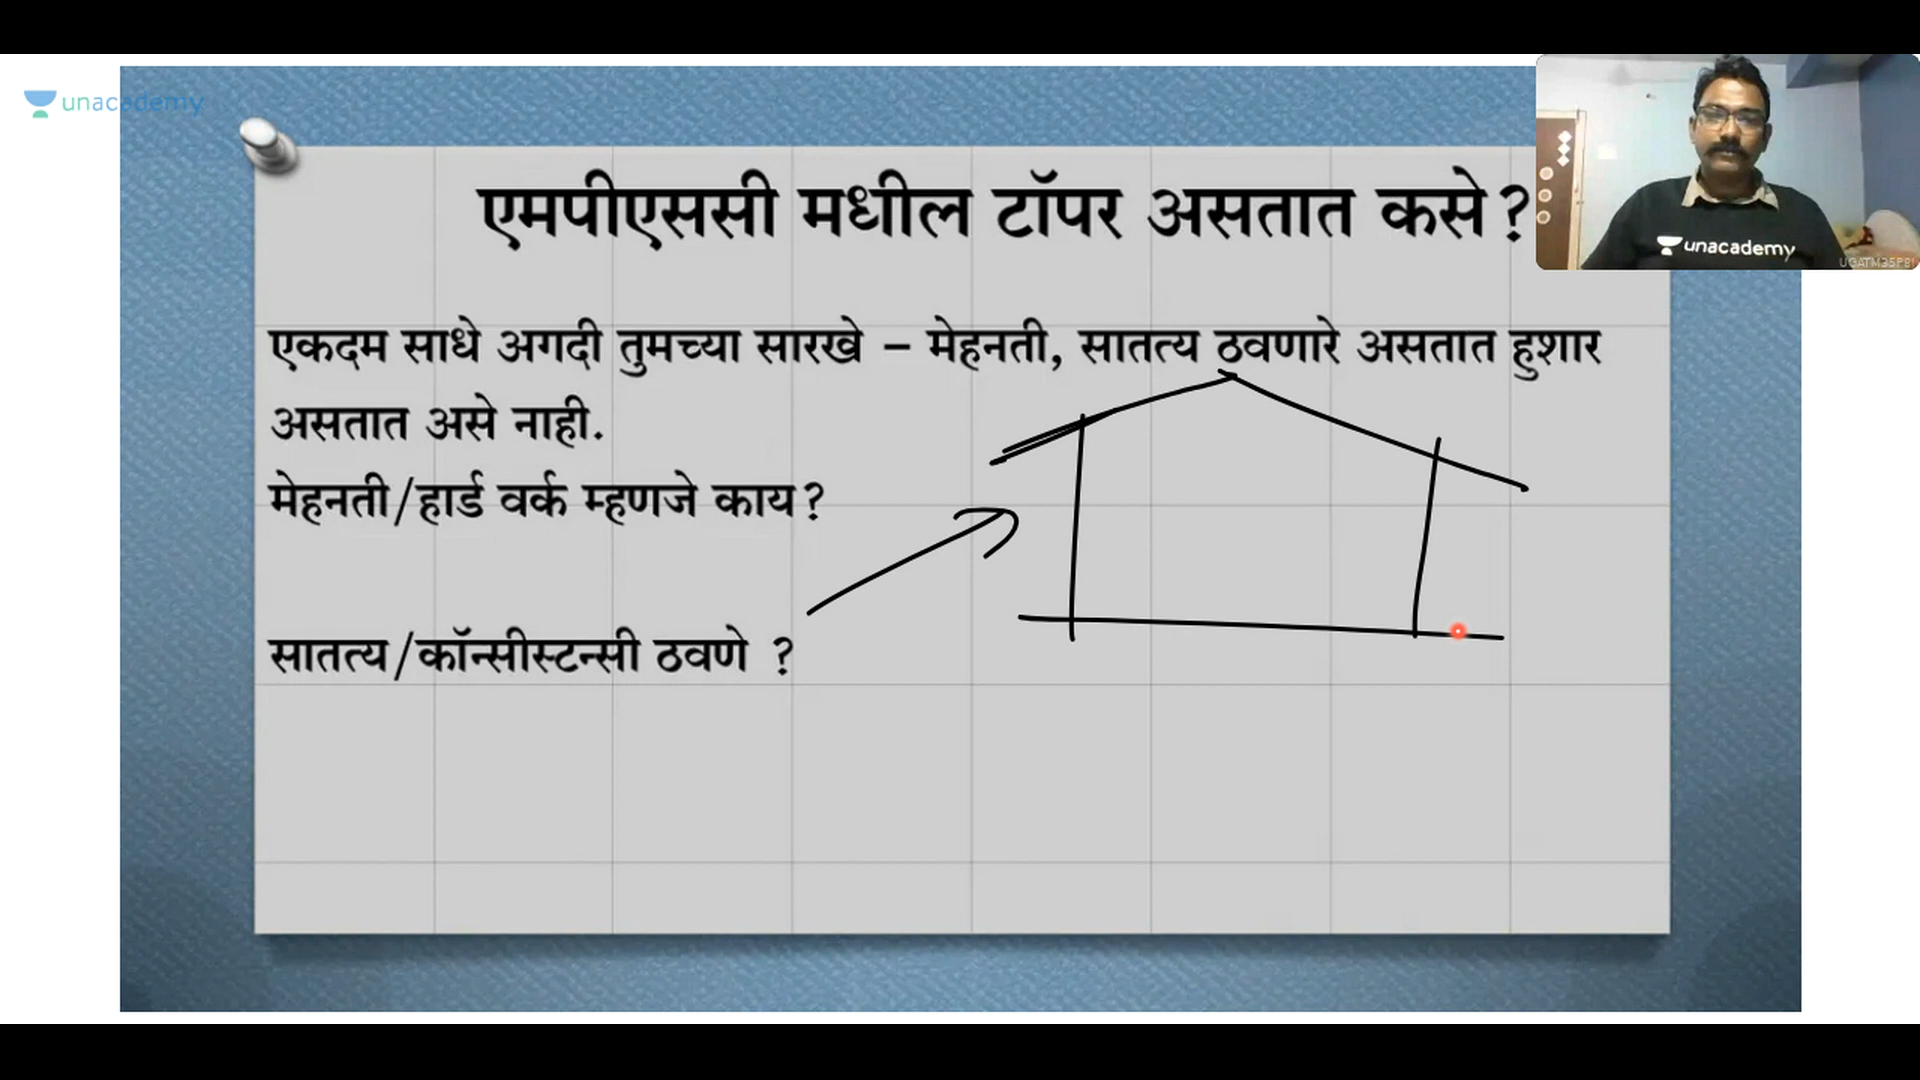 unacademy
एमपीएससी मधील टॉपर असतात कसे?
एकदम साधे अगदी तुमच्या सारखे – मेहनती, सातत्य ठवणारे असतात हुशार
असतात असे नाही.
मेहनती/हार्ड वर्क म्हणजे काय?
सातत्य/कॉन्सीस्टन्सी ठवणे ?
unacademy